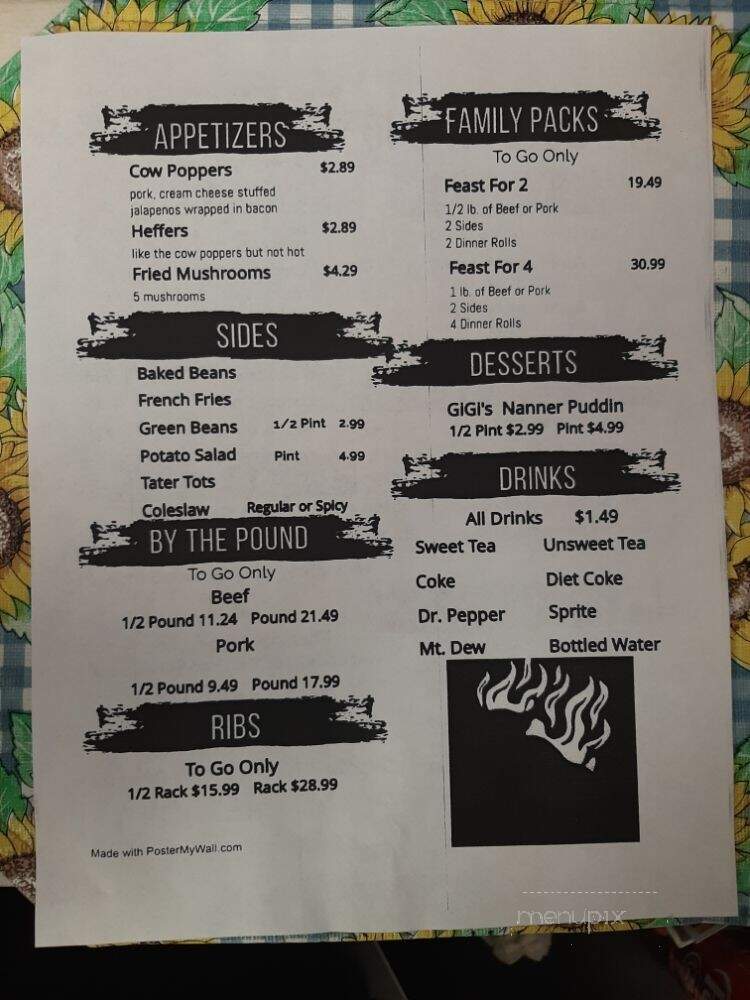 APPETIZERS
Cow Poppers $2.89
pork, cream cheese stuffed
jalapenos wrapped in bacon
Heffers $2.89
like the cow poppers but not hot
Fried Mushrooms $4.29
5 mushrooms
SIDES
Baked Beans
French Fries
Green Beans 1/2 Pint 2.99
Potato Salad Pint 4.99
Tater Tots
Coleslaw Regular or Spicy
BY THE POUND
To Go Only
Beef
1/2 Pound 11.24 Pound 21.49
Pork
1/2 Pound 9.49 Pound 17.99
RIBS
To Go Only
1/2 Rack $15.99 Rack $28.99
Made with PosterMyWall.com
FAMILY PACKS
To Go Only
Feast For 2 19.49
1/2 lb. of Beef or Pork
2 Sides
2 Dinner Rolls
Feast For 4 30.99
1 lb. of Beef or Pork
2 Sides
4 Dinner Rolls
DESSERTS
GiGi's Nanner Puddin
1/2 Pint $2.99 Pint $4.99
DRINKS
All Drinks $1.49
Sweet Tea Unsweet Tea
Coke Diet Coke
Dr. Pepper Sprite
Mt. Dew Bottled Water
menupix